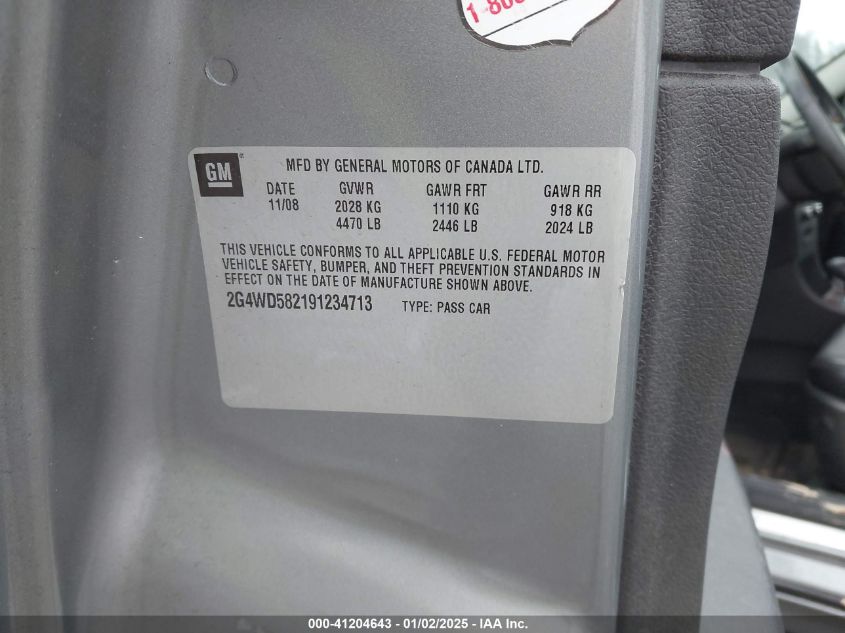 1-800
GM
MFD BY GENERAL MOTORS OF CANADA LTD.
DATE GVWR GAWR FRT GAWR RR
11/08 2028 KG 1110 KG 918 KG
4470 LB 2446 LB 2024 LB
THIS VEHICLE CONFORMS TO ALL APPLICABLE U.S. FEDERAL MOTOR
VEHICLE SAFETY, BUMPER, AND THEFT PREVENTION STANDARDS IN
EFFECT ON THE DATE OF MANUFACTURE SHOWN ABOVE.
2G4WD582191234713 TYPE: PASS CAR
000-41204643 - 01/02/2025 - IAA Inc.